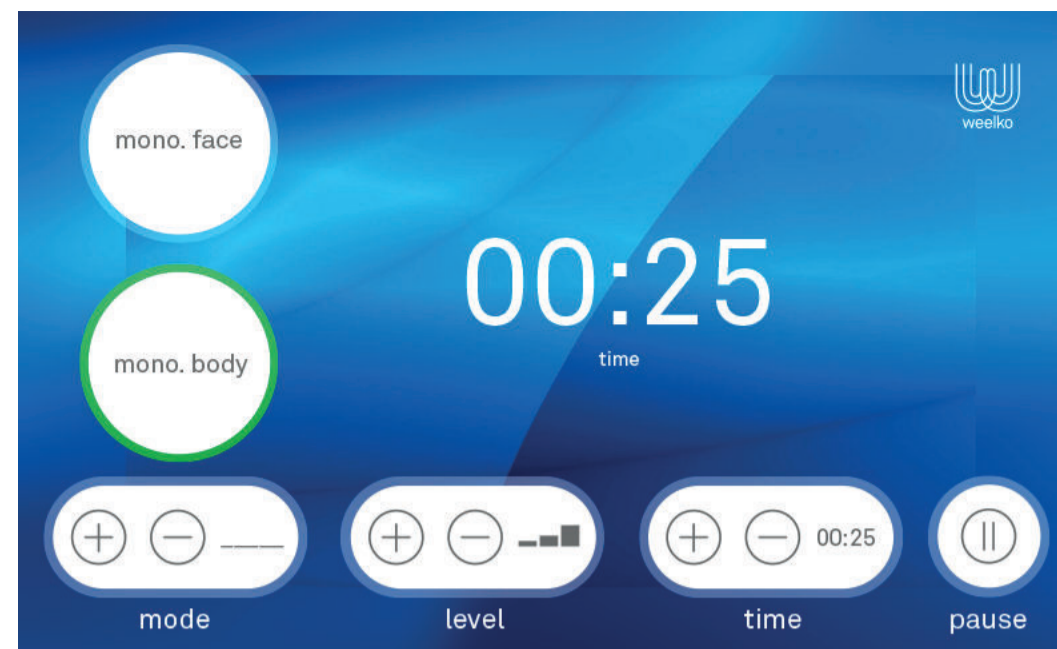 mono. face
weelko
00:25
time
mono. body
00:25
mode
level
time
pause